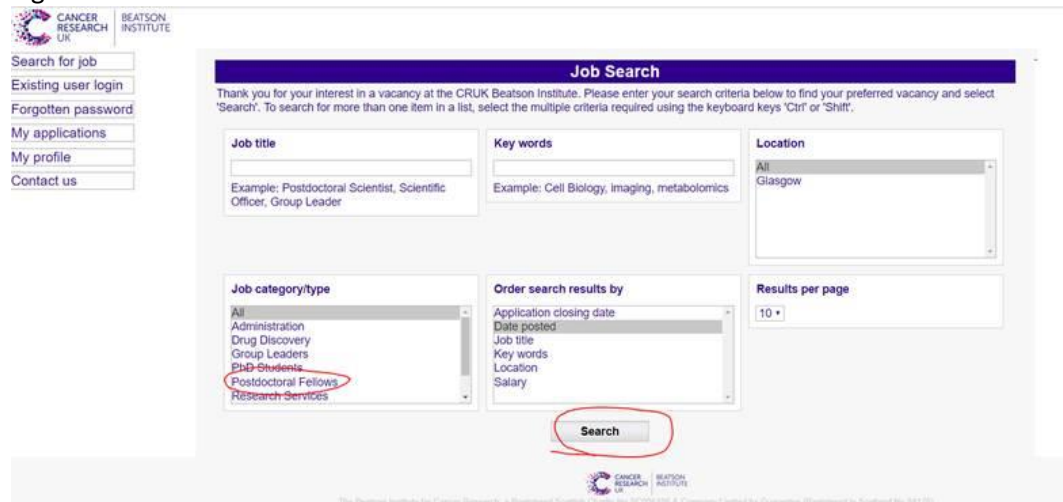 CANCER
RESEARCH
UK
BEATSON
INSTITUTE
Search for job
Existing user login
Forgotten password
My applications
My profile
Contact us
Job Search
Thank you for your interest in a vacancy at the CRUK Beatson Institute. Please enter your search criteria below to find your preferred vacancy and select
'Search'. To search for more than one item in a list, select the multiple criteria required using the keyboard keys 'Ctrl' or 'Shift'.
Job title
Example: Postdoctoral Scientist, Scientific
Officer, Group Leader
Key words
Example: Cell Biology, imaging, metabolomics
Location
All
Glasgow
Job category/type
All
Administration
Drug Discovery
Group Leaders
PhD Students
Postdoctoral Fellows
Research Services
Order search results by
Application closing date
Date posted
Job title
Key words
Location
Salary
Results per page
10
Search
CANCER
RESEARCH
UK
BEATSON
INSTITUTE